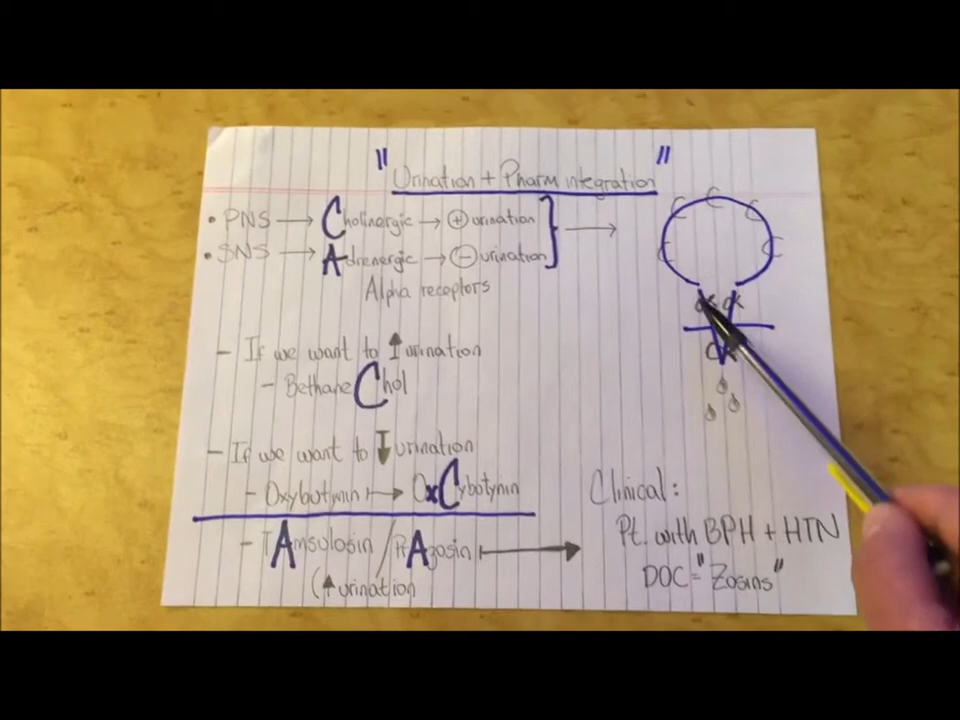 "Urination + Pharm integration"
• PNS → Cholinergic → ⊕ urination
• SNS → Adrenergic → ⊖ urination
Alpha receptors
- If we want to ↑ urination
- BethaneChol
- If we want to ↓ urination
- Oxybutynin → OxCybotynin
- TAmsulosin / PrAzosin →
(↑ urination
C C C C C
α α
α
Clinical:
Pt. with BPH + HTN
DOC = "Zosins"